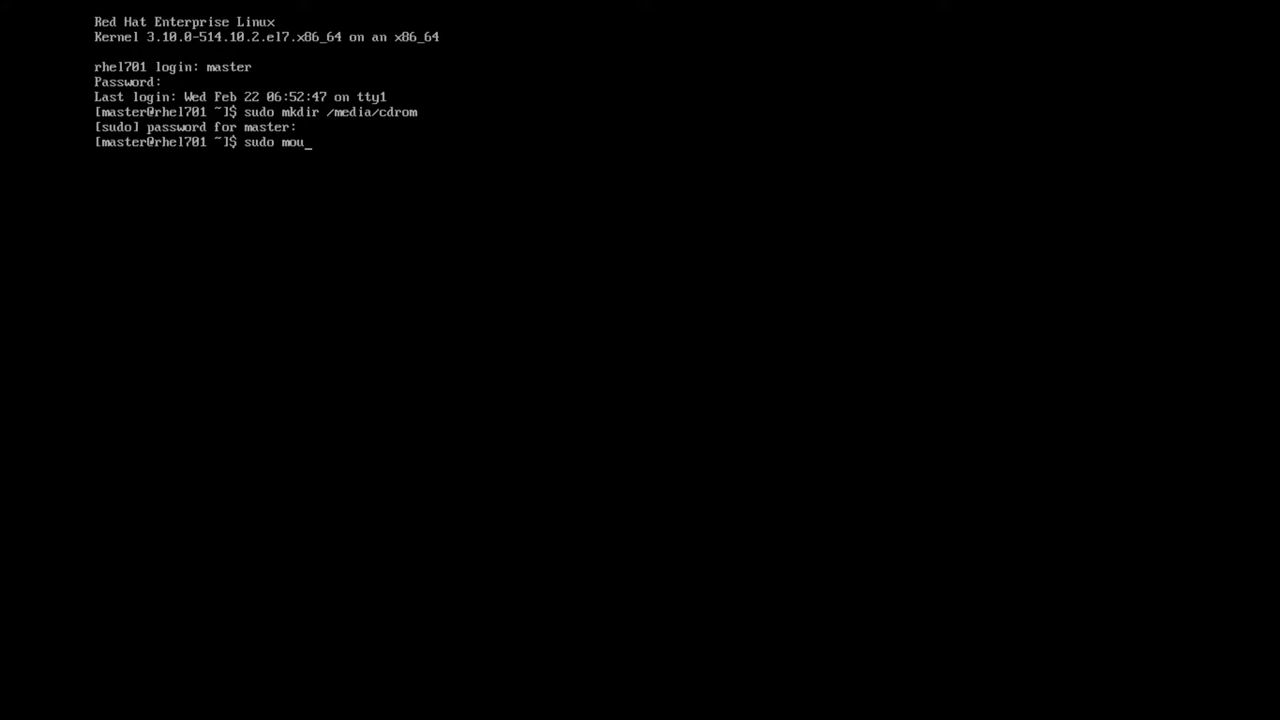 Red Hat Enterprise Linux
Kernel 3.10.0-514.10.2.el7.x86_64 on an x86_64
rhel701 login: master
Password:
Last login: Wed Feb 22 06:52:47 on tty1
[master@rhel701 ~]$ sudo mkdir /media/cdrom
[sudo] password for master:
[master@rhel701 ~]$ sudo mou_